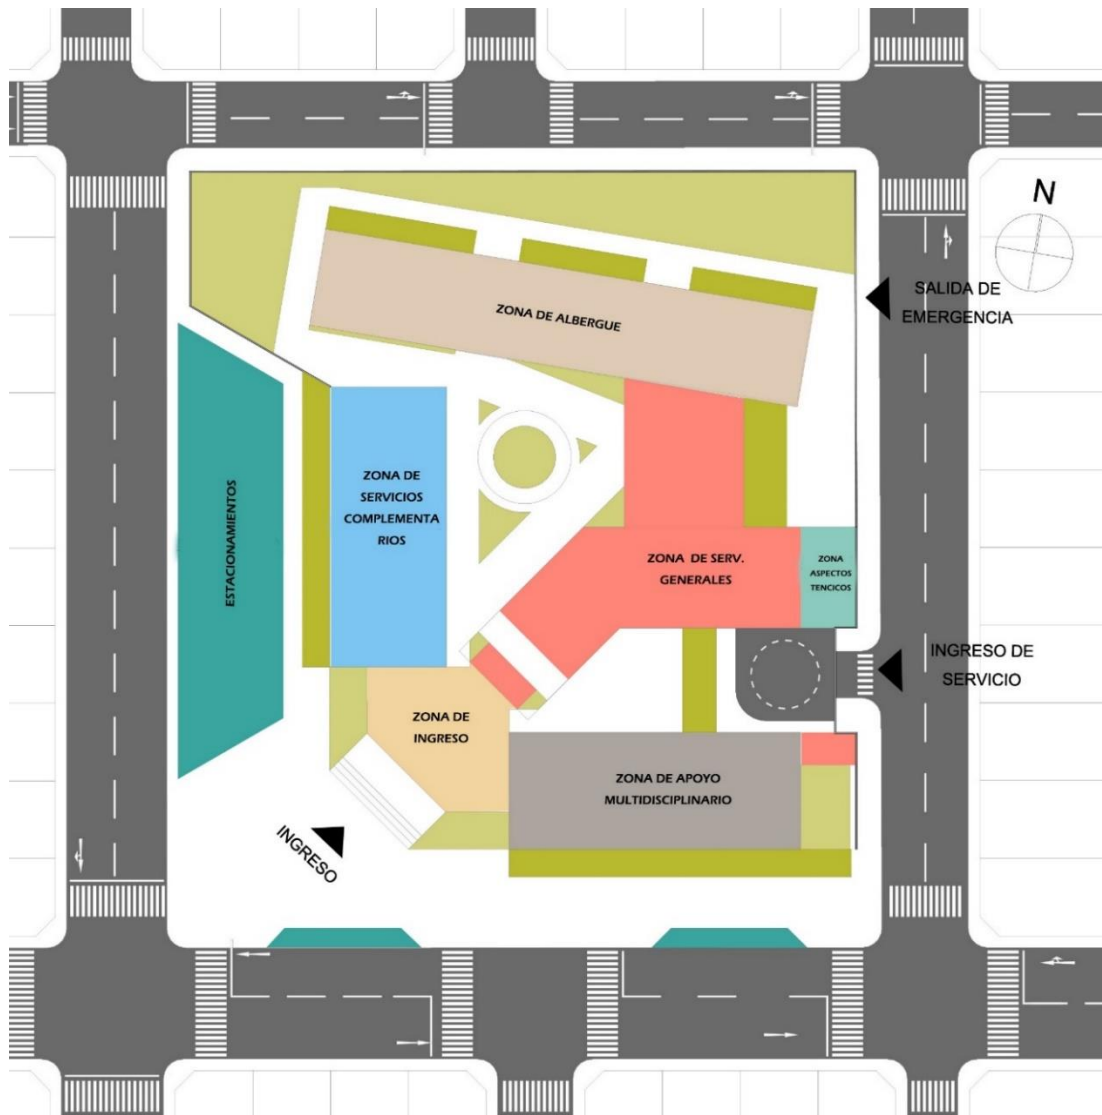 N
SALIDA DE
EMERGENCIA
ZONA DE ALBERGUE
ZONA DE
SERVICIOS
COMPLEMENTA
RIOS
ESTACIONAMIENTOS
ZONA DE SERV.
GENERALES
ZONA
ASPECTOS
TENCICOS
INGRESO DE
SERVICIO
ZONA DE
INGRESO
ZONA DE APOYO
MULTIDISCIPLINARIO
INGRESO